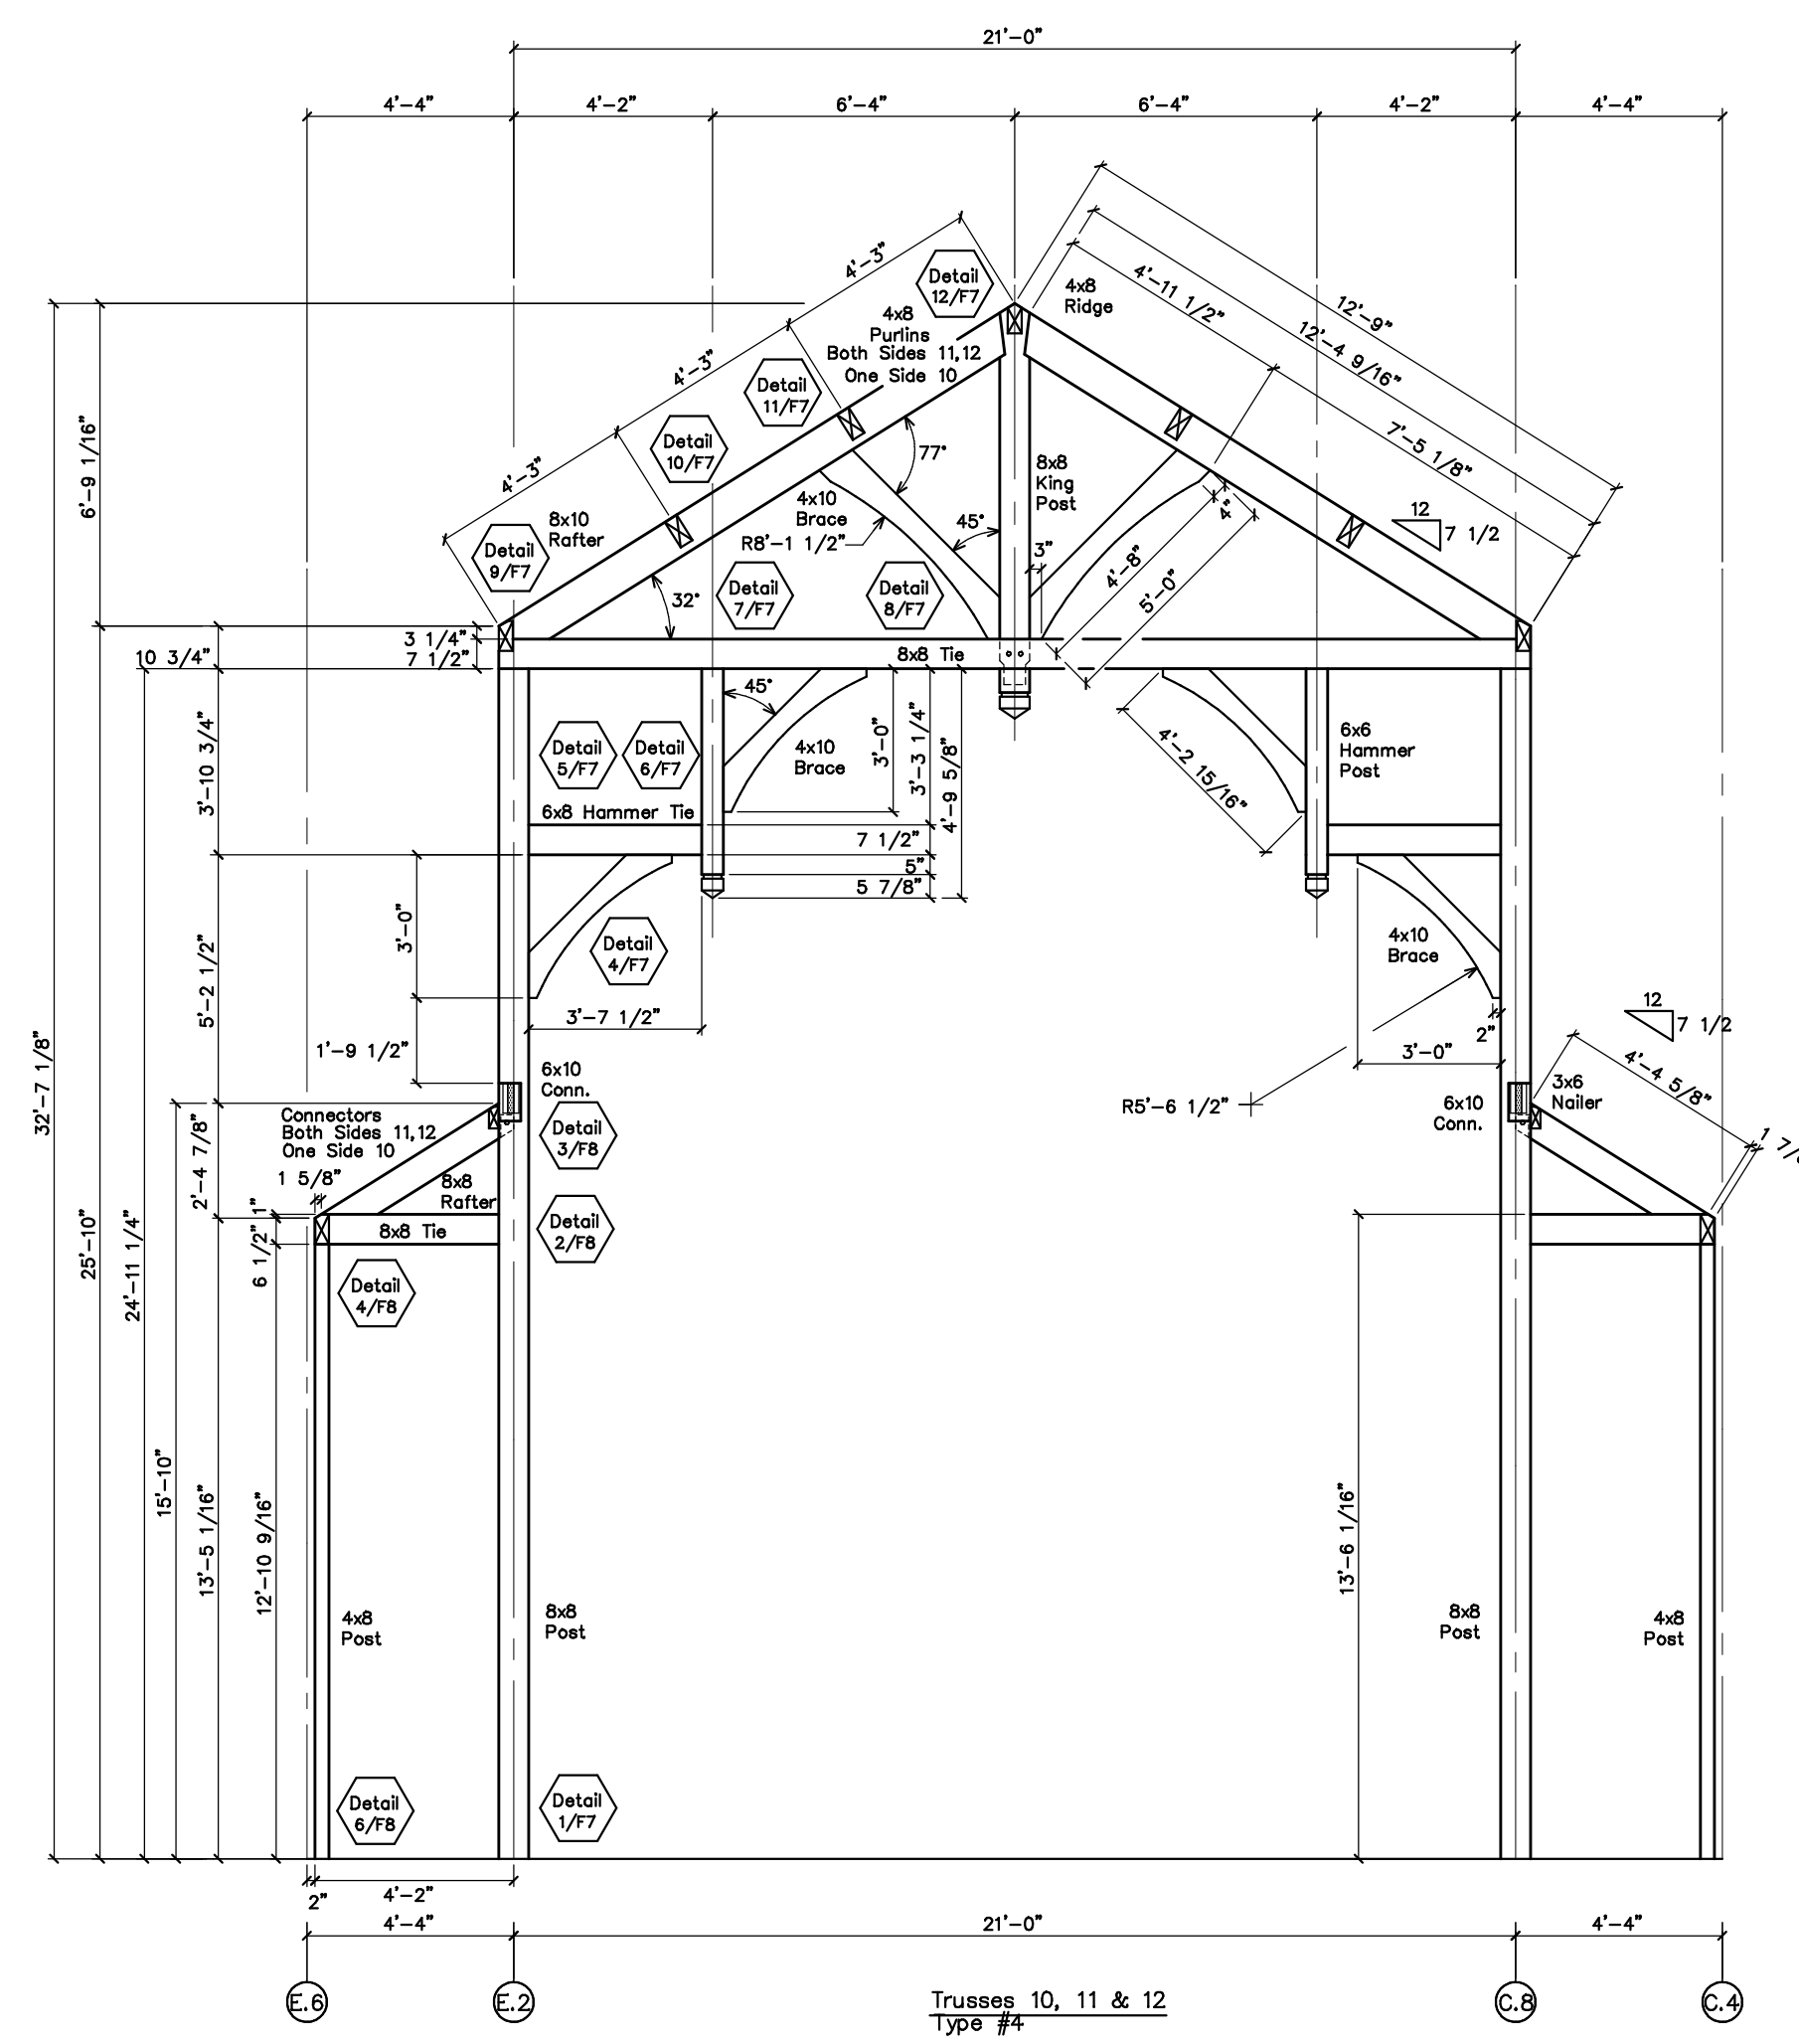 21'-0"
4'-4"
4'-2"
6'-4"
6'-4"
4'-2"
4'-4"
4'-3"
4'-3"
4'-3"
Detail
12/F7
4x8
Ridge
4'-11 1/2"
12'-9"
12'-4 9/16"
7'-5 1/8"
4x8
Purlins
Both Sides 11,12
One Side 10
Detail
11/F7
Detail
10/F7
Detail
9/F7
8x10
Rafter
4x10
Brace
R8'-1 1/2"
77°
45°
8x8
King
Post
3"
4"
4'-8"
5'-0"
12
7 1/2
32°
Detail
7/F7
Detail
8/F7
6'-9 1/16"
3 1/4"
7 1/2"
10 3/4"
8x8 Tie
45°
Detail
5/F7
Detail
6/F7
4x10
Brace
3'-0"
3'-3 1/4"
4'-9 5/8"
4'-2 15/16"
6x6
Hammer
Post
3'-10 3/4"
6x8 Hammer Tie
7 1/2"
5"
5 7/8"
3'-0"
Detail
4/F7
4x10
Brace
5'-2 1/2"
3'-7 1/2"
2"
3'-0"
12
7 1/2
1'-9 1/2"
6x10
Conn.
R5'-6 1/2"
6x10
Conn.
3x6
Nailer
4'-4 5/8"
1 7/8
32'-7 1/8"
Connectors
Both Sides 11,12
One Side 10
Detail
3/F8
2'-4 7/8"
1 5/8"
8x8
Rafter
1"
6 1/2"
8x8 Tie
Detail
2/F8
25'-10"
24'-11 1/4"
Detail
4/F8
15'-10"
13'-5 1/16"
12'-10 9/16"
13'-6 1/16"
4x8
Post
8x8
Post
8x8
Post
4x8
Post
Detail
6/F8
Detail
1/F7
2"
4'-2"
4'-4"
21'-0"
4'-4"
E.6
E.2
C.8
C.4
Trusses 10, 11 & 12
Type #4